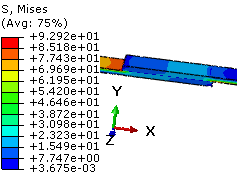 S, Mises
(Avg: 75%)
+9.292e+01
+8.518e+01
+7.743e+01
+6.969e+01
+6.195e+01
+5.420e+01
+4.646e+01
+3.872e+01
+3.098e+01
+2.323e+01
+1.549e+01
+7.747e+00
+3.675e-03
Y
Z
X